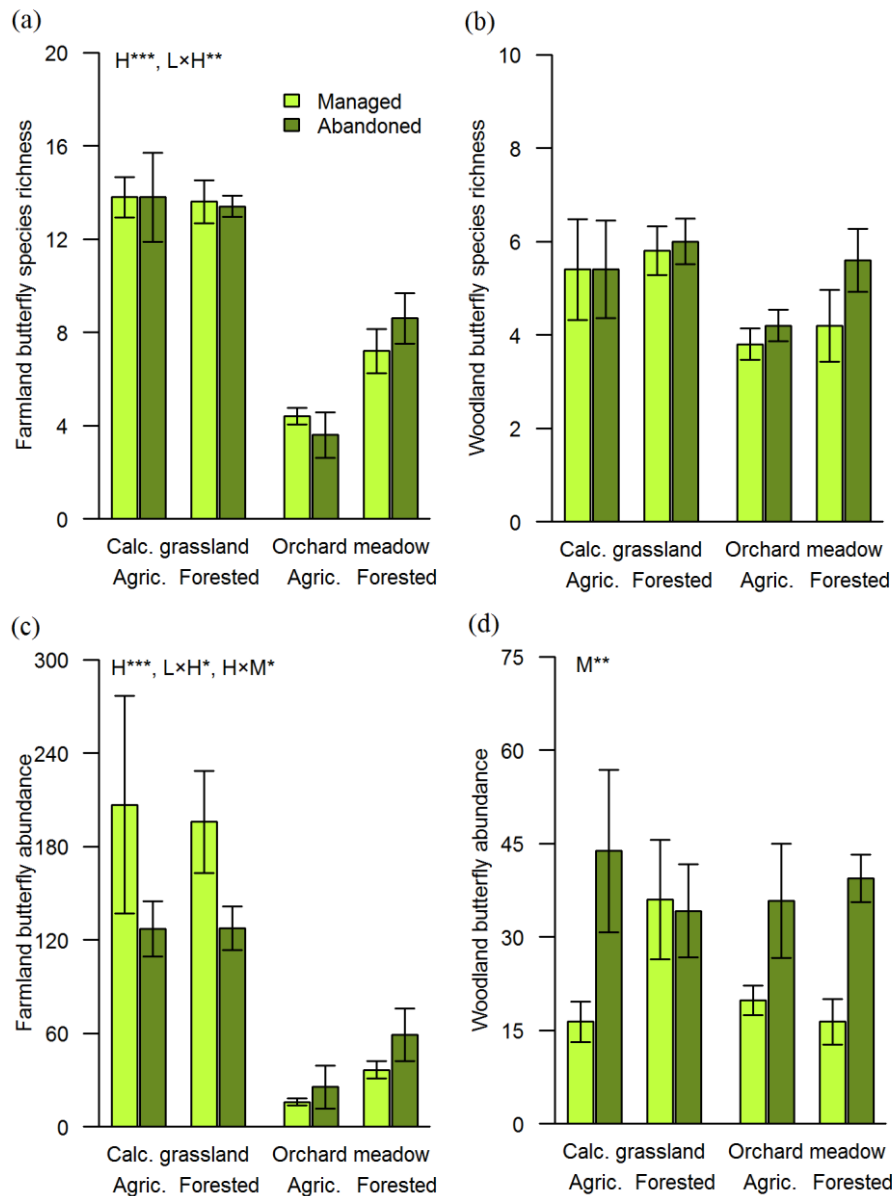 (a)
H***, L×H**
Managed
Abandoned
Farmland butterfly species richness
20
16
12
8
4
0
Calc. grassland Orchard meadow
Agric. Forested Agric. Forested
(b)
Woodland butterfly species richness
10
8
6
4
2
0
Calc. grassland Orchard meadow
Agric. Forested Agric. Forested
(c)
H***, L×H*, H×M*
Farmland butterfly abundance
300
240
180
120
60
0
Calc. grassland Orchard meadow
Agric. Forested Agric. Forested
(d)
M**
Woodland butterfly abundance
75
60
45
30
15
0
Calc. grassland Orchard meadow
Agric. Forested Agric. Forested